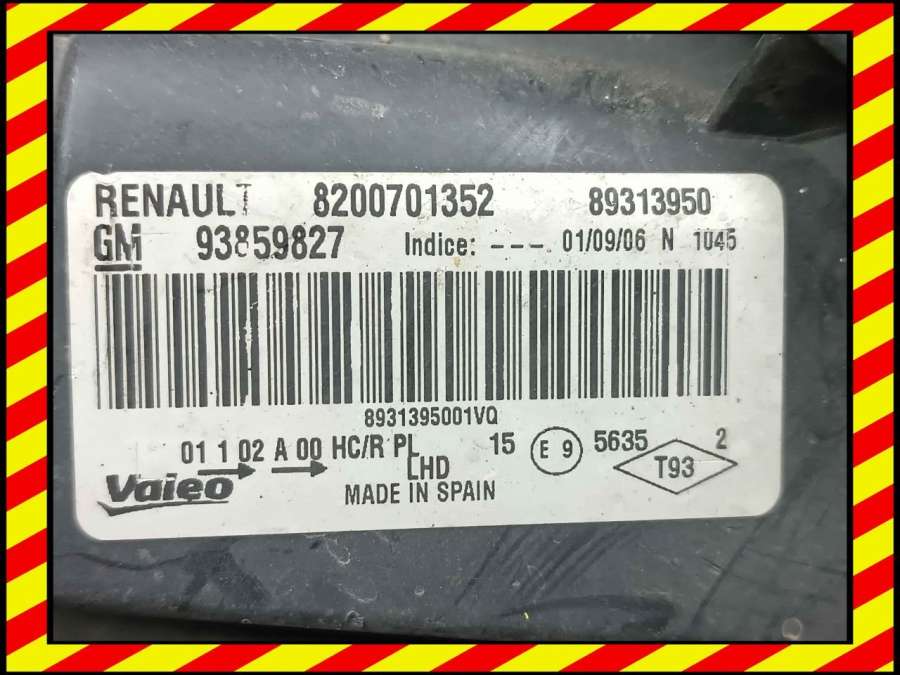 RENAULT 8200701352 89313950
GM 93859827 Indice: ---. 01/09/06 N 1045
8931395001VQ
01 1 02 A 00 HC/R PL 15 E 9 5635 2
LHD T93
Valeo MADE IN SPAIN